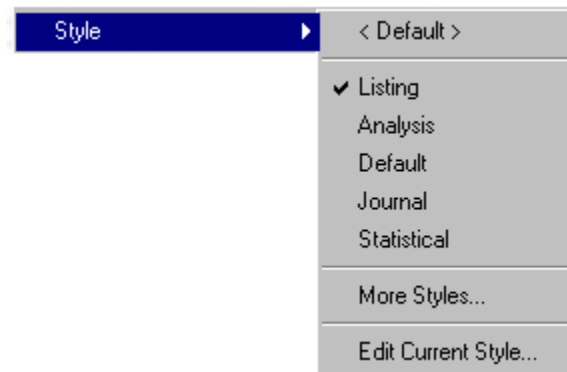 Style
< Default >
Listing
Analysis
Default
Journal
Statistical
More Styles...
Edit Current Style...